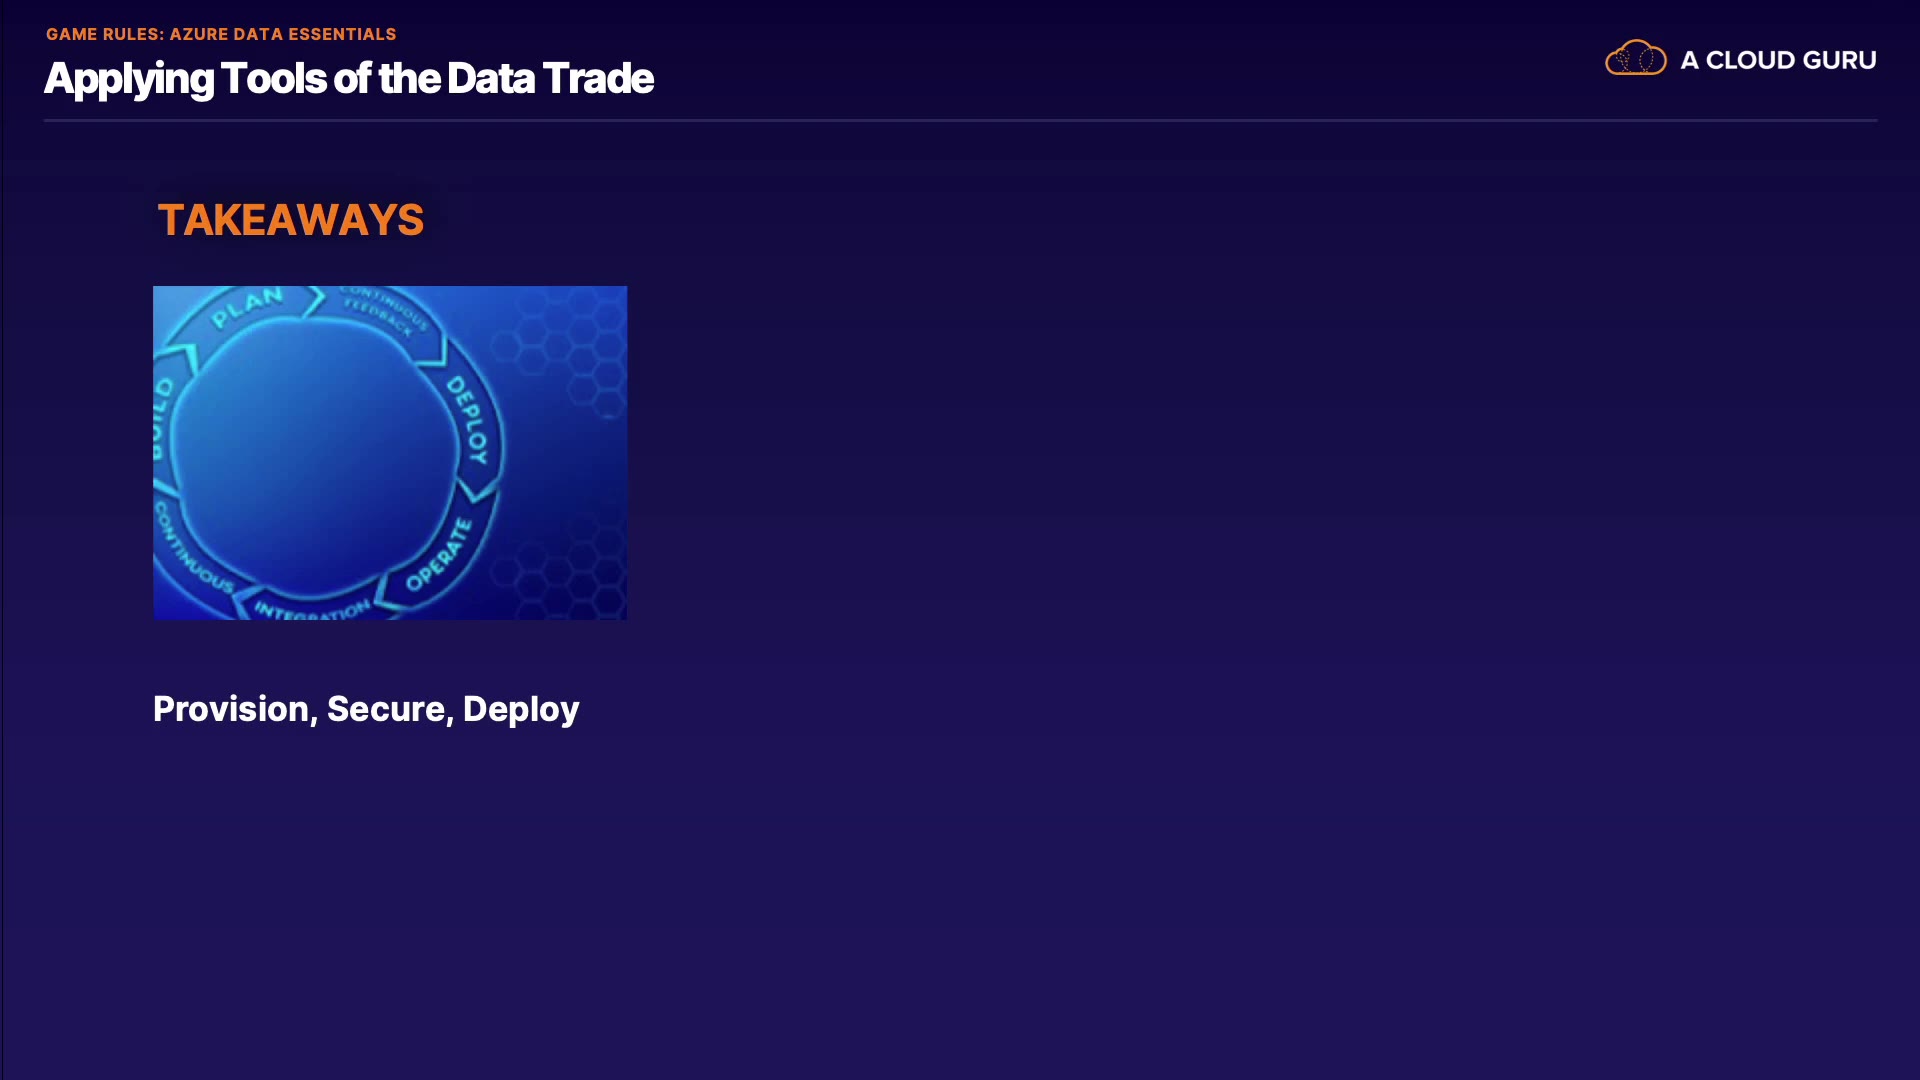 GAME RULES: AZURE DATA ESSENTIALS
Applying Tools of the Data Trade
A CLOUD GURU
TAKEAWAYS
PLAN
CONTINUOUS
FEEDBACK
DEPLOY
BUILD
OPERATE
CONTINUOUS
INTEGRATION
Provision, Secure, Deploy